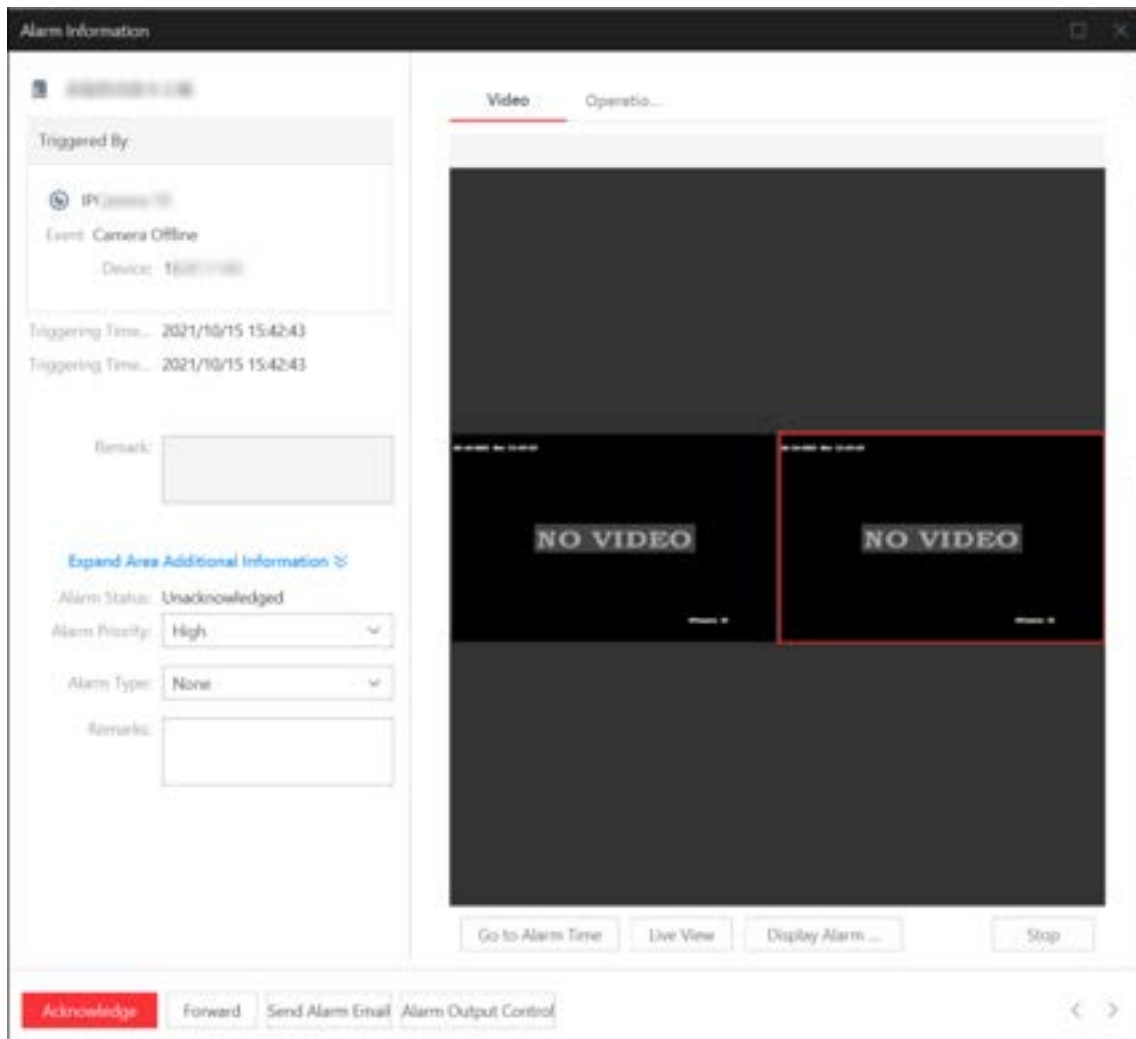 Alarm Information
Triggered By
Event: Camera Offline
Device:
Triggering Time... 2021/10/15 15:42:43
Triggering Time... 2021/10/15 15:42:43
Remark:
Expand Area Additional Information
Alarm Status: Unacknowledged
Alarm Priority: High
Alarm Type: None
Remarks:
Video Operatio...
NO VIDEO NO VIDEO
Go to Alarm Time Live View Display Alarm ... Stop
Acknowledge Forward Send Alarm Email Alarm Output Control